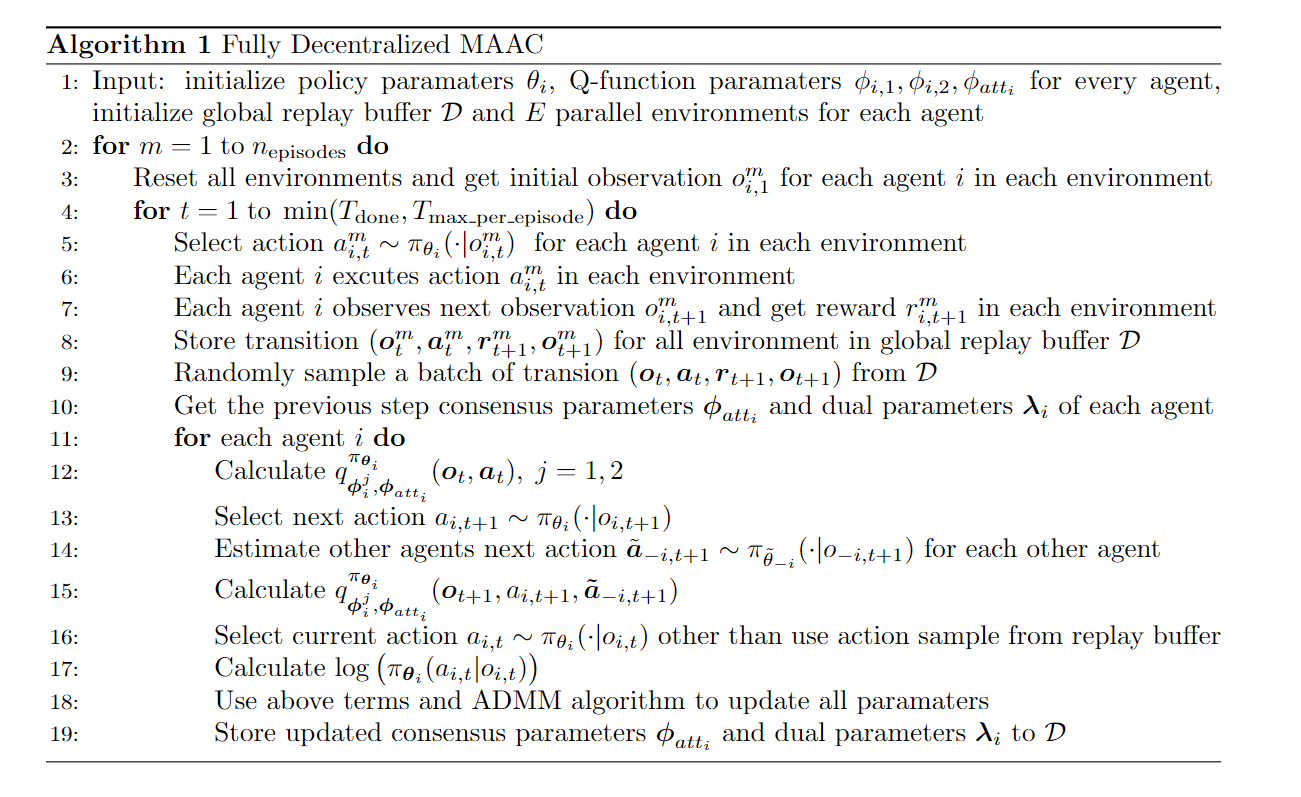 Algorithm 1 Fully Decentralized MAAC
1: Input: initialize policy paramaters $\theta_i$, Q-function paramaters $\phi_{i,1}, \phi_{i,2}, \phi_{att_i}$ for every agent,
initialize global replay buffer $\mathcal{D}$ and $E$ parallel environments for each agent
2: for $m = 1$ to $n_{\text{episodes}}$ do
3: Reset all environments and get initial observation $o^m_{i,1}$ for each agent $i$ in each environment
4: for $t = 1$ to $\min(T_{\text{done}}, T_{\text{max\_per\_episode}})$ do
5: Select action $a^m_{i,t} \sim \pi_{\theta_i}(\cdot|o^m_{i,t})$ for each agent $i$ in each environment
6: Each agent $i$ excutes action $a^m_{i,t}$ in each environment
7: Each agent $i$ observes next observation $o^m_{i,t+1}$ and get reward $r^m_{i,t+1}$ in each environment
8: Store transition $(\boldsymbol{o}^m_t, \boldsymbol{a}^m_t, \boldsymbol{r}^m_{t+1}, \boldsymbol{o}^m_{t+1})$ for all environment in global replay buffer $\mathcal{D}$
9: Randomly sample a batch of transion $(\boldsymbol{o}_t, \boldsymbol{a}_t, \boldsymbol{r}_{t+1}, \boldsymbol{o}_{t+1})$ from $\mathcal{D}$
10: Get the previous step consensus parameters $\boldsymbol{\phi}_{att_i}$ and dual parameters $\boldsymbol{\lambda}_i$ of each agent
11: for each agent $i$ do
12: Calculate $q^{\pi_{\boldsymbol{\theta}_i}}_{\boldsymbol{\phi}^j_i, \boldsymbol{\phi}_{att_i}}(\boldsymbol{o}_t, \boldsymbol{a}_t),\ j = 1, 2$
13: Select next action $a_{i,t+1} \sim \pi_{\theta_i}(\cdot|o_{i,t+1})$
14: Estimate other agents next action $\tilde{\boldsymbol{a}}_{-i,t+1} \sim \pi_{\tilde{\theta}_{-i}}(\cdot|o_{-i,t+1})$ for each other agent
15: Calculate $q^{\pi_{\boldsymbol{\theta}_i}}_{\boldsymbol{\phi}^j_i, \boldsymbol{\phi}_{att_i}}(\boldsymbol{o}_{t+1}, a_{i,t+1}, \tilde{\boldsymbol{a}}_{-i,t+1})$
16: Select current action $a_{i,t} \sim \pi_{\theta_i}(\cdot|o_{i,t})$ other than use action sample from replay buffer
17: Calculate $\log\left(\pi_{\boldsymbol{\theta}_i}(a_{i,t}|o_{i,t})\right)$
18: Use above terms and ADMM algorithm to update all paramaters
19: Store updated consensus parameters $\boldsymbol{\phi}_{att_i}$ and dual parameters $\boldsymbol{\lambda}_i$ to $\mathcal{D}$